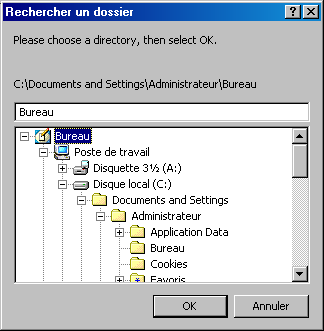 Rechercher un dossier
Please choose a directory, then select OK.
C:\Documents and Settings\Administrateur\Bureau
Bureau
Bureau
Poste de travail
Disquette 3½ (A:)
Disque local (C:)
Documents and Settings
Administrateur
Application Data
Bureau
Cookies
Favoris
OK Annuler